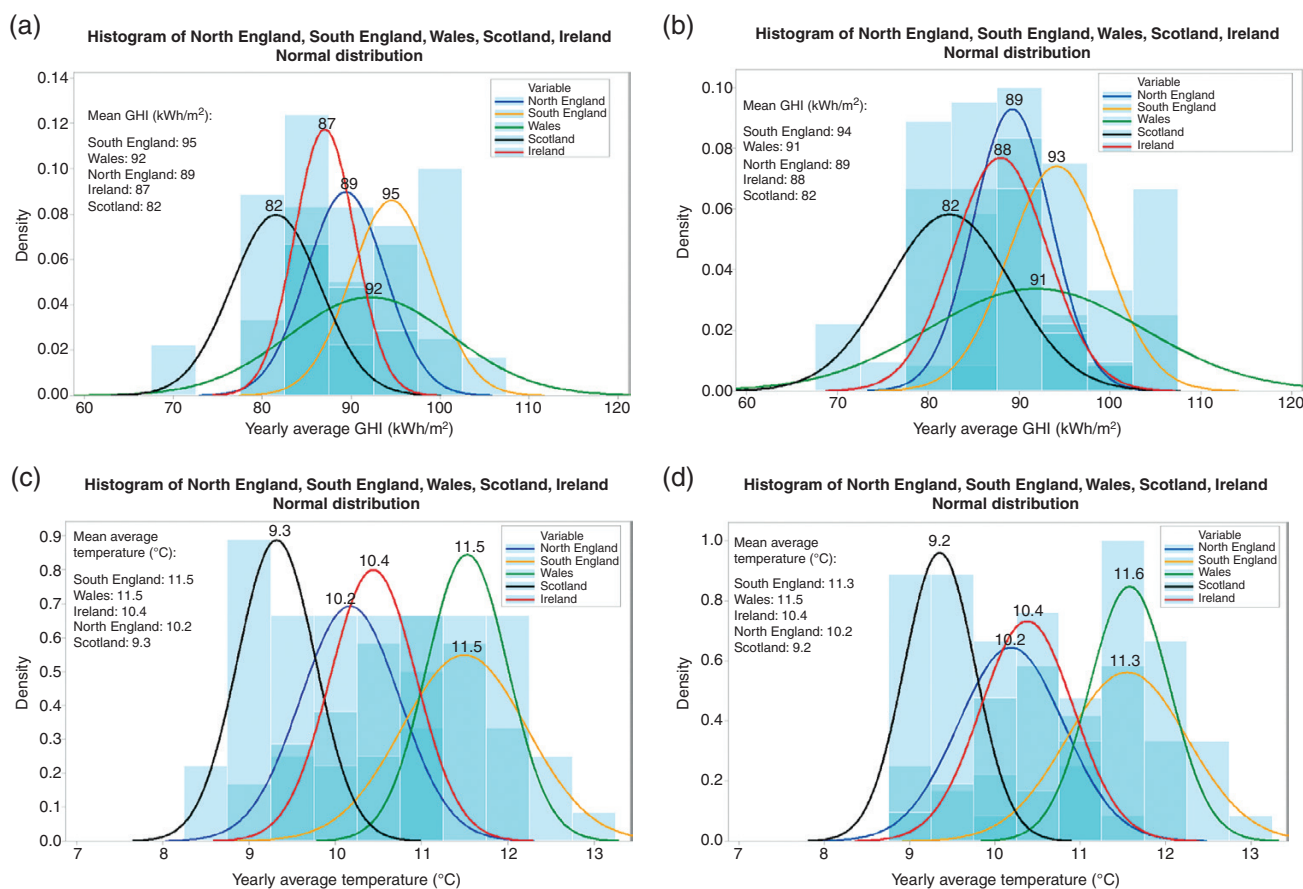 (a)
Histogram of North England, South England, Wales, Scotland, Ireland
Normal distribution
0.14
0.12
0.10
0.08
0.06
0.04
0.02
0.00
Density
Mean GHI (kWh/m²):
South England: 95
Wales: 92
North England: 89
Ireland: 87
Scotland: 82
Variable
North England
South England
Wales
Scotland
Ireland
87
89
95
82
92
60
70
80
90
100
110
120
Yearly average GHI (kWh/m²)
(b)
Histogram of North England, South England, Wales, Scotland, Ireland
Normal distribution
0.10
0.08
0.06
0.04
0.02
0.00
Density
Mean GHI (kWh/m²):
South England: 94
Wales: 91
North England: 89
Ireland: 88
Scotland: 82
Variable
North England
South England
Wales
Scotland
Ireland
89
88
93
82
91
60
70
80
90
100
110
120
Yearly average GHI (kWh/m²)
(c)
Histogram of North England, South England, Wales, Scotland, Ireland
Normal distribution
0.9
0.8
0.7
0.6
0.5
0.4
0.3
0.2
0.1
0.0
Density
Mean average
temperature (°C):
South England: 11.5
Wales: 11.5
Ireland: 10.4
North England: 10.2
Scotland: 9.3
Variable
North England
South England
Wales
Scotland
Ireland
9.3
10.4
11.5
10.2
11.5
7
8
9
10
11
12
13
Yearly average temperature (°C)
(d)
Histogram of North England, South England, Wales, Scotland, Ireland
Normal distribution
1.0
0.8
0.6
0.4
0.2
0.0
Density
Mean average
temperature (°C):
South England: 11.3
Wales: 11.5
Ireland: 10.4
North England: 10.2
Scotland: 9.2
Variable
North England
South England
Wales
Scotland
Ireland
9.2
11.6
10.4
10.2
11.3
7
8
9
10
11
12
13
Yearly average temperature (°C)